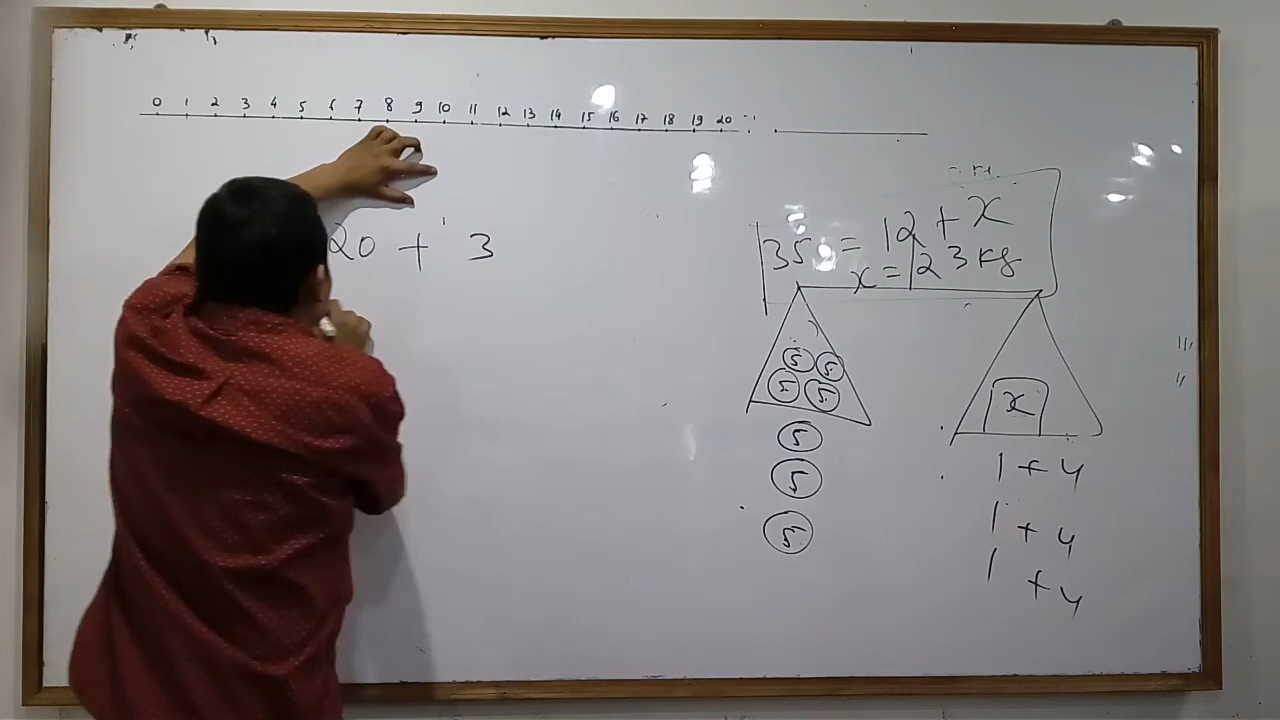 0 1 2 3 4 5 6 7 8 9 10 11 12 13 14 15 16 17 18 19 20
20 + 3
35 = 12 + x
x = 23 kg
5 5
5 5
x
5
1 + 4
5
1 + 4
5
1 + 4